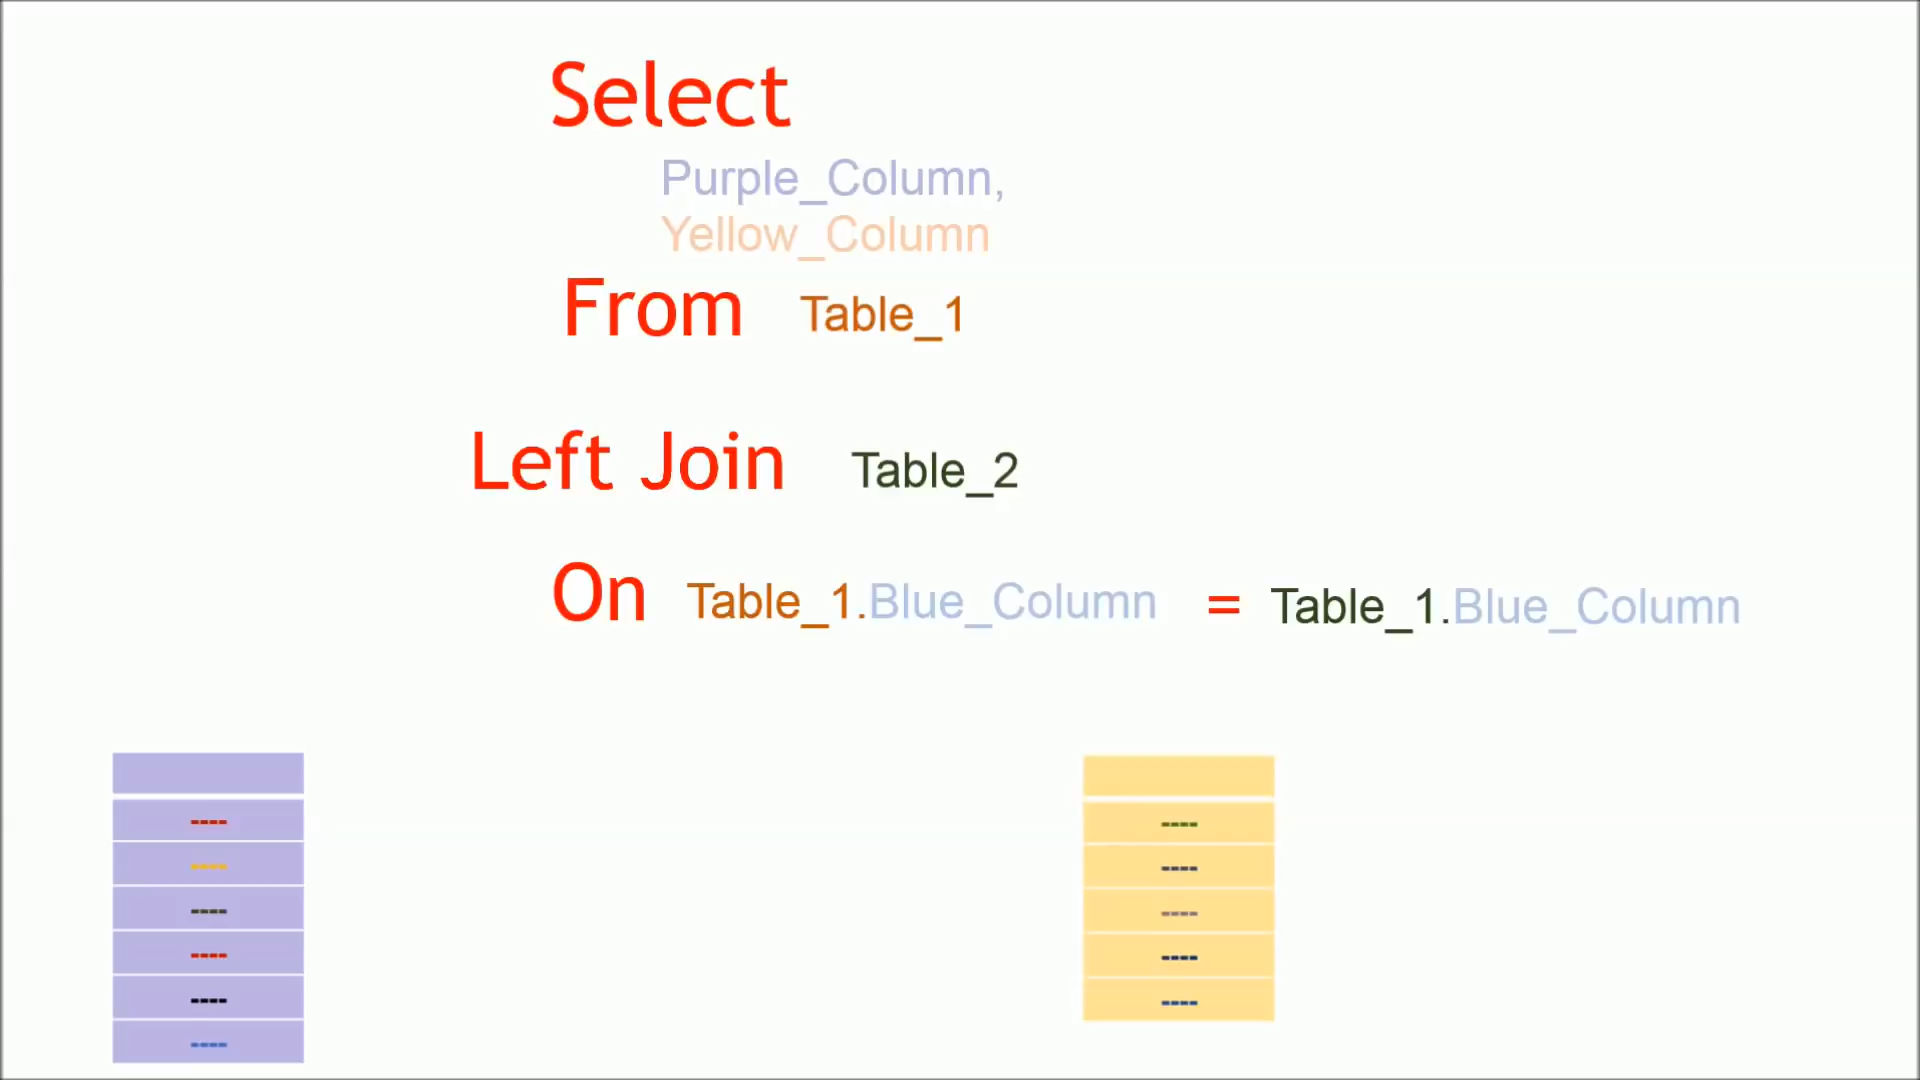 Select
Purple_Column,
Yellow_Column
From Table_1
Left Join Table_2
On Table_1.Blue_Column = Table_1.Blue_Column
---- ----
---- ----
---- ----
---- ----
---- ----
----